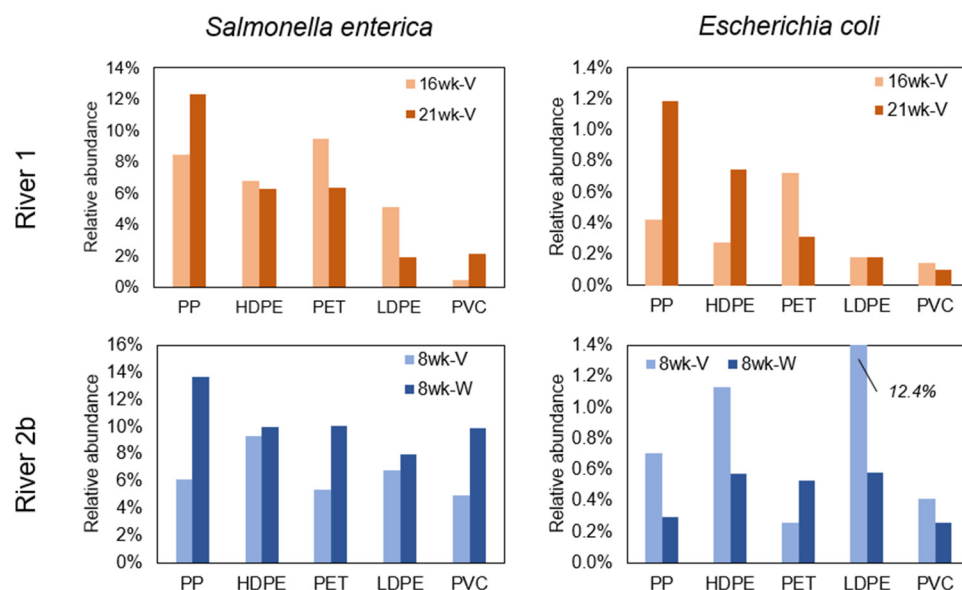 Salmonella enterica
Escherichia coli
River 1
Relative abundance
14%
12%
10%
8%
6%
4%
2%
0%
16wk-V
21wk-V
PP HDPE PET LDPE PVC
Relative abundance
1.4%
1.2%
1.0%
0.8%
0.6%
0.4%
0.2%
0.0%
16wk-V
21wk-V
PP HDPE PET LDPE PVC
River 2b
Relative abundance
16%
14%
12%
10%
8%
6%
4%
2%
0%
8wk-V
8wk-W
PP HDPE PET LDPE PVC
Relative abundance
1.4%
1.2%
1.0%
0.8%
0.6%
0.4%
0.2%
0.0%
8wk-V 8wk-W
12.4%
PP HDPE PET LDPE PVC